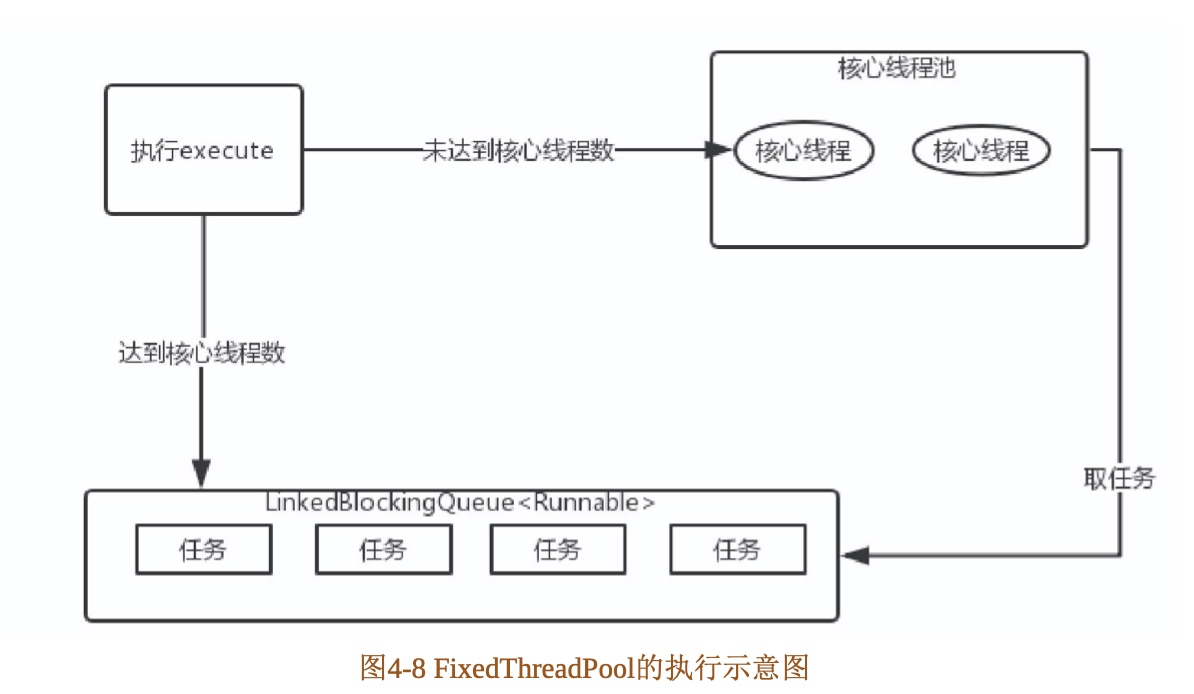 核心线程池
执行execute
未达到核心线程数
核心线程
核心线程
达到核心线程数
取任务
LinkedBlockingQueue<Runnable>
任务
任务
任务
任务
图4-8 FixedThreadPool的执行示意图